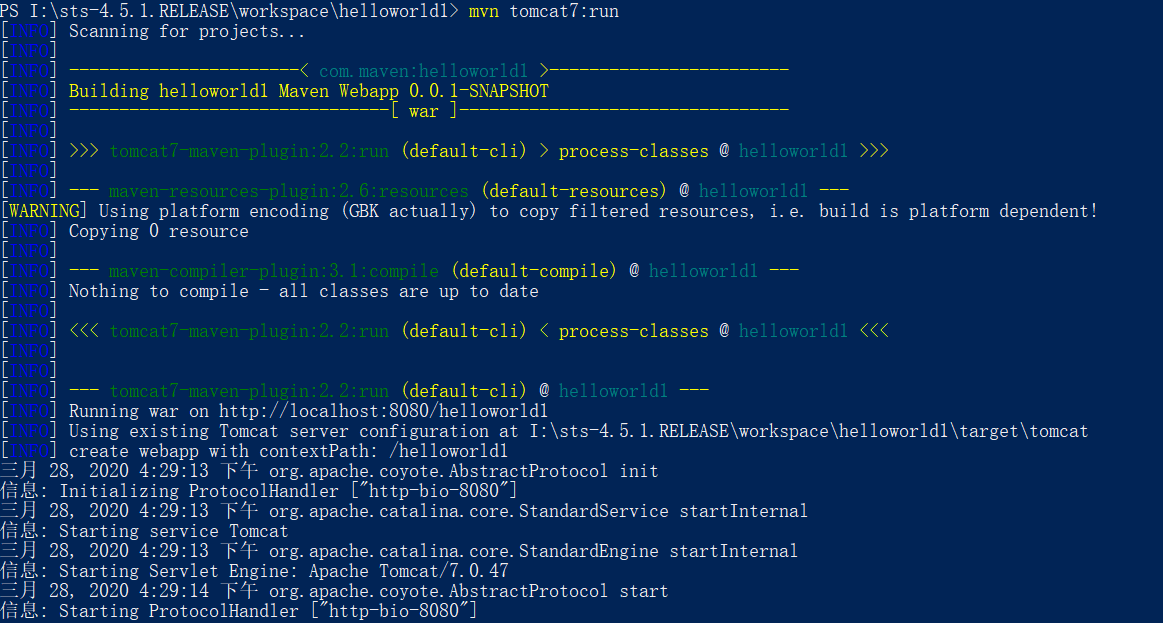 PS I:\sts-4.5.1.RELEASE\workspace\helloworld1> mvn tomcat7:run
[INFO] Scanning for projects...
[INFO]
[INFO] -----------------------< com.maven:helloworld1 >------------------------
[INFO] Building helloworld1 Maven Webapp 0.0.1-SNAPSHOT
[INFO] --------------------------------[ war ]---------------------------------
[INFO]
[INFO] >>> tomcat7-maven-plugin:2.2:run (default-cli) > process-classes @ helloworld1 >>>
[INFO]
[INFO] --- maven-resources-plugin:2.6:resources (default-resources) @ helloworld1 ---
[WARNING] Using platform encoding (GBK actually) to copy filtered resources, i.e. build is platform dependent!
[INFO] Copying 0 resource
[INFO]
[INFO] --- maven-compiler-plugin:3.1:compile (default-compile) @ helloworld1 ---
[INFO] Nothing to compile - all classes are up to date
[INFO]
[INFO] <<< tomcat7-maven-plugin:2.2:run (default-cli) < process-classes @ helloworld1 <<<
[INFO]
[INFO]
[INFO] --- tomcat7-maven-plugin:2.2:run (default-cli) @ helloworld1 ---
[INFO] Running war on http://localhost:8080/helloworld1
[INFO] Using existing Tomcat server configuration at I:\sts-4.5.1.RELEASE\workspace\helloworld1\target\tomcat
[INFO] create webapp with contextPath: /helloworld1
三月 28, 2020 4:29:13 下午 org.apache.coyote.AbstractProtocol init
信息: Initializing ProtocolHandler ["http-bio-8080"]
三月 28, 2020 4:29:13 下午 org.apache.catalina.core.StandardService startInternal
信息: Starting service Tomcat
三月 28, 2020 4:29:13 下午 org.apache.catalina.core.StandardEngine startInternal
信息: Starting Servlet Engine: Apache Tomcat/7.0.47
三月 28, 2020 4:29:14 下午 org.apache.coyote.AbstractProtocol start
信息: Starting ProtocolHandler ["http-bio-8080"]